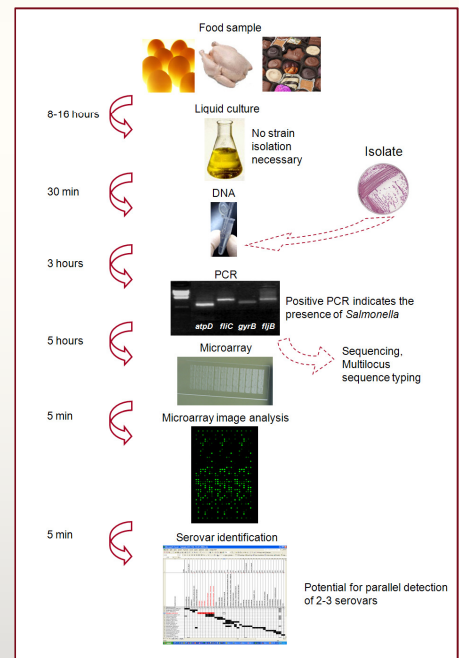 Food sample
8-16 hours
Liquid culture
No strain
isolation
necessary
Isolate
30 min
DNA
3 hours
PCR
atpD fliC gyrB fljB
Positive PCR indicates the
presence of Salmonella
5 hours
Microarray
Sequencing,
Multilocus
sequence typing
5 min
Microarray image analysis
5 min
Serovar identification
Potential for parallel detection
of 2-3 serovars